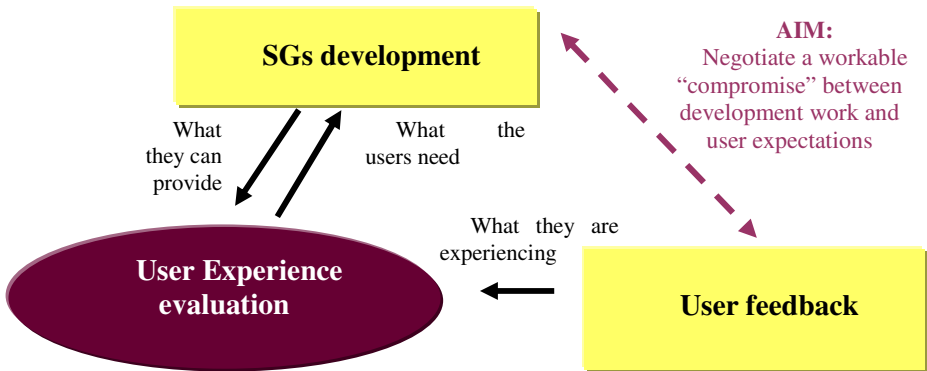 SGs development
AIM:
Negotiate a workable
“compromise” between
development work and
user expectations
What
they can
provide
What the
users need
What they are
experiencing
User Experience
evaluation
User feedback